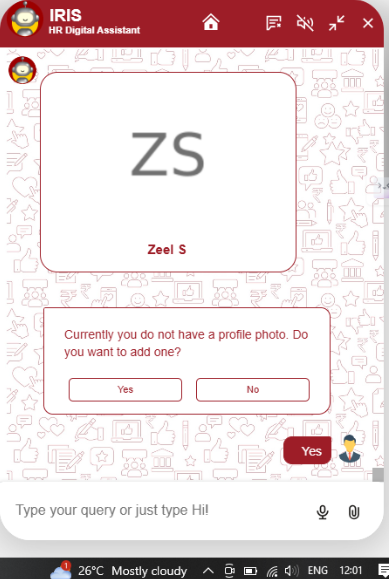 IRIS
HR Digital Assistant
ZS
Zeel S
Currently you do not have a profile photo. Do
you want to add one?
Yes
No
Yes
Type your query or just type Hi!
1
26°C Mostly cloudy
ENG
12:01